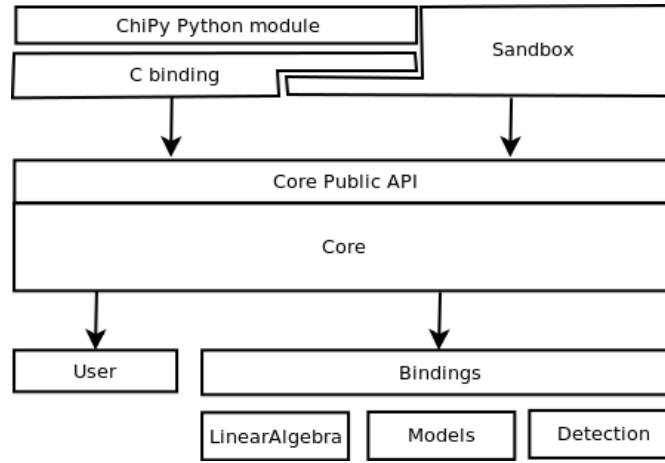 ChiPy Python module
Sandbox
C binding
Core Public API
Core
User
Bindings
LinearAlgebra
Models
Detection